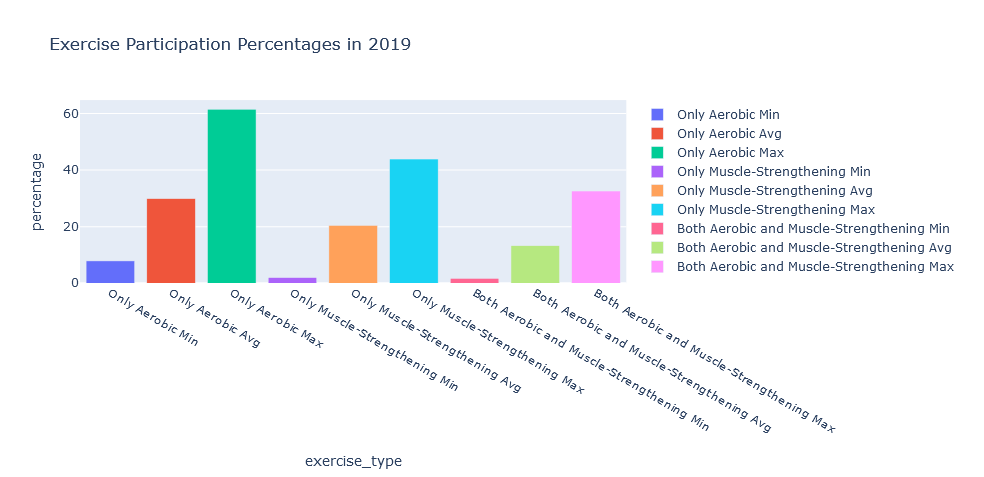 Exercise Participation Percentages in 2019
percentage
60
40
20
0
Only Aerobic Min
Only Aerobic Avg
Only Aerobic Max
Only Muscle-Strengthening Min
Only Muscle-Strengthening Avg
Only Muscle-Strengthening Max
Both Aerobic and Muscle-Strengthening Min
Both Aerobic and Muscle-Strengthening Avg
Both Aerobic and Muscle-Strengthening Max
exercise_type
Only Aerobic Min
Only Aerobic Avg
Only Aerobic Max
Only Muscle-Strengthening Min
Only Muscle-Strengthening Avg
Only Muscle-Strengthening Max
Both Aerobic and Muscle-Strengthening Min
Both Aerobic and Muscle-Strengthening Avg
Both Aerobic and Muscle-Strengthening Max